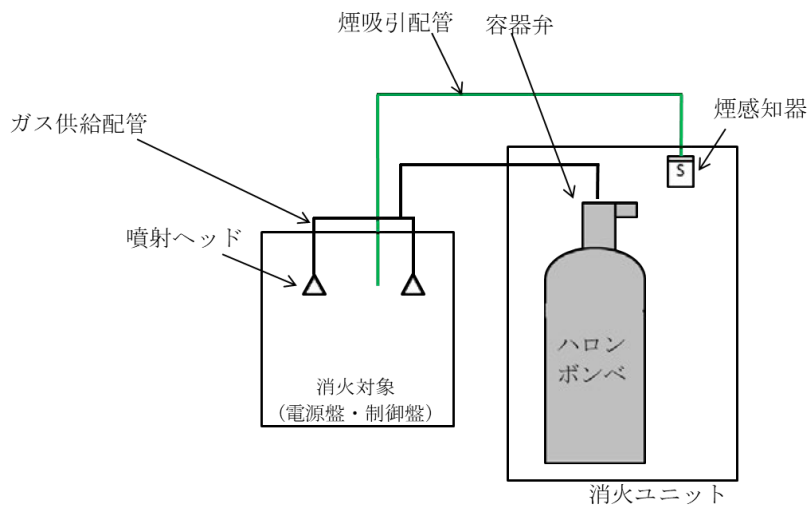 煙吸引配管
容器弁
煙感知器
ガス供給配管
S
噴射ヘッド
ハロン
ボンベ
消火対象
(電源盤・制御盤)
消火ユニット